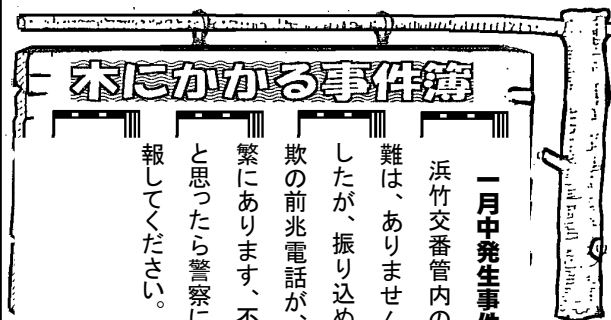 木にかかる事件簿
一月中発生事件
浜竹交番管内の
難は、ありません
したが、振り込め
欺の前兆電話が、
繁にあります、不
と思ったら警察に
報してください。